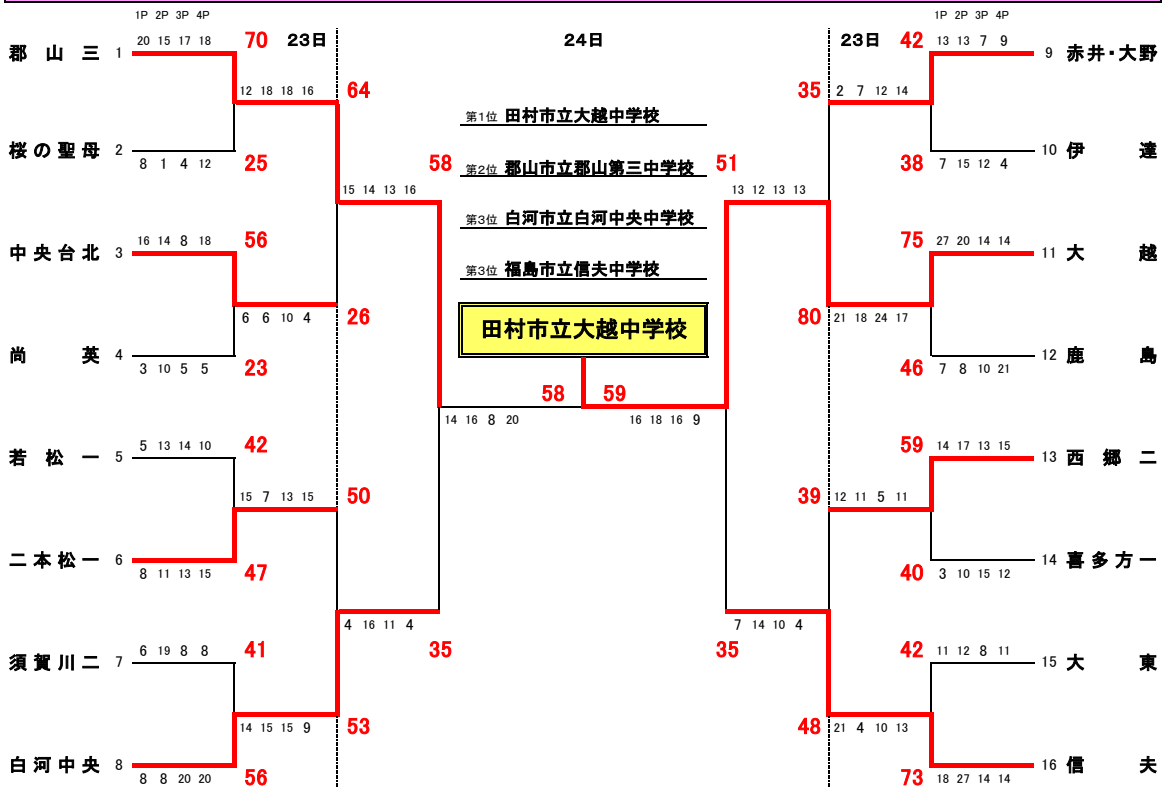 1P 2P 3P 4P
1P 2P 3P 4P
20 15 17 18
70
23日
24日
23日
42
13 13 7 9
郡山三 1
9 赤井・大野
12 18 18 16
64
35
2 7 12 14
第1位 田村市立大越中学校
桜の聖母 2
8 1 4 12
25
58
第2位 郡山市立郡山第三中学校
51
38
7 15 12 4
10 伊達
15 14 13 16
13 12 13 13
第3位 白河市立白河中央中学校
16 14 8 18
56
75
27 20 14 14
中央台北 3
11 大越
第3位 福島市立信夫中学校
6 6 10 4
26
田村市立大越中学校
80
21 18 24 17
尚英 4
3 10 5 5
23
46
7 8 10 21
12 鹿島
58
59
14 16 8 20
16 18 16 9
5 13 14 10
42
59
14 17 13 15
若松一 5
13 西郷二
15 7 13 15
50
39
12 11 5 11
二本松一 6
8 11 13 15
47
40
3 10 15 12
14 喜多方一
4 16 11 4
35
35
7 14 10 4
6 19 8 8
41
42
11 12 8 11
須賀川二 7
15 大東
14 15 15 9
53
48
21 4 10 13
白河中央 8
8 8 20 20
56
73
18 27 14 14
16 信夫